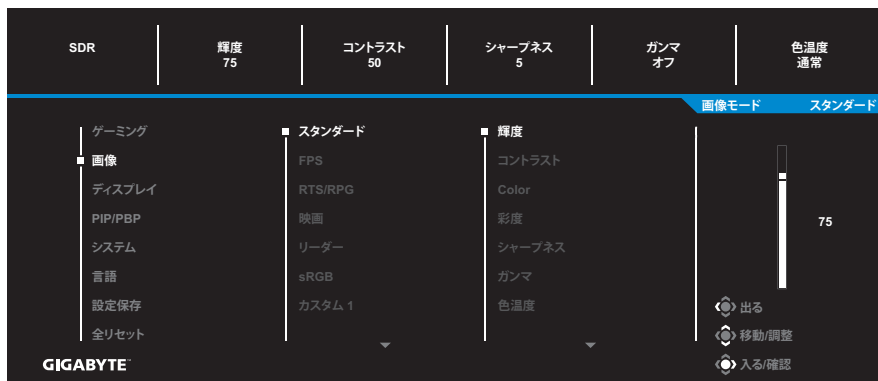 SDR
輝度
75
コントラスト
50
シャープネス
5
ガンマ
オフ
色温度
通常
画像モード スタンダード
ゲーミング
画像
ディスプレイ
PIP/PBP
システム
言語
設定保存
全リセット
スタンダード
FPS
RTS/RPG
映画
リーダー
sRGB
カスタム 1
輝度
コントラスト
Color
彩度
シャープネス
ガンマ
色温度
75
出る
移動/調整
入る/確認
GIGABYTE™